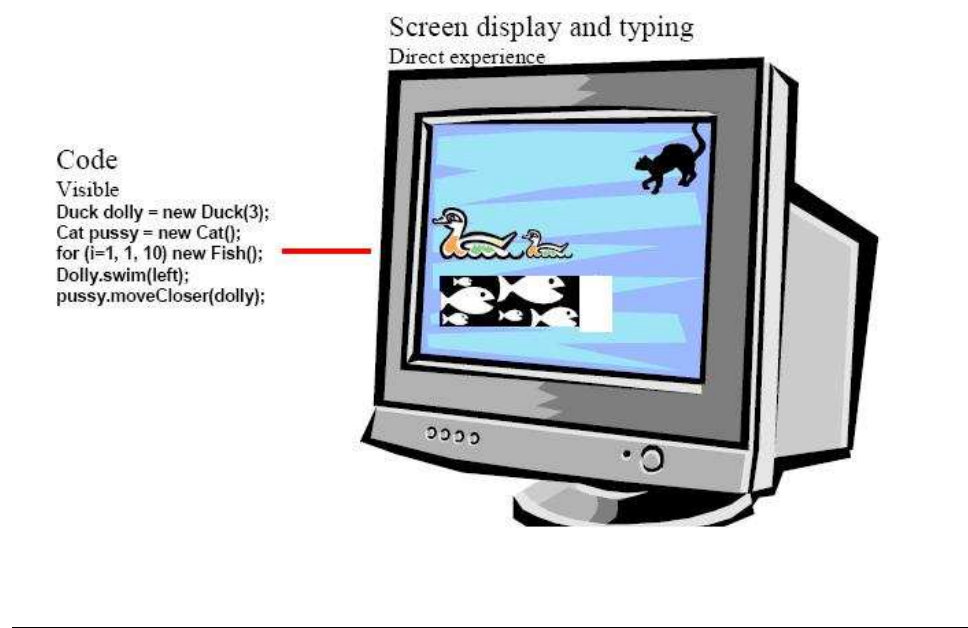 Screen display and typing
Direct experience
Code
Visible
Duck dolly = new Duck(3);
Cat pussy = new Cat();
for (i=1, 1, 10) new Fish();
Dolly.swim(left);
pussy.moveCloser(dolly);